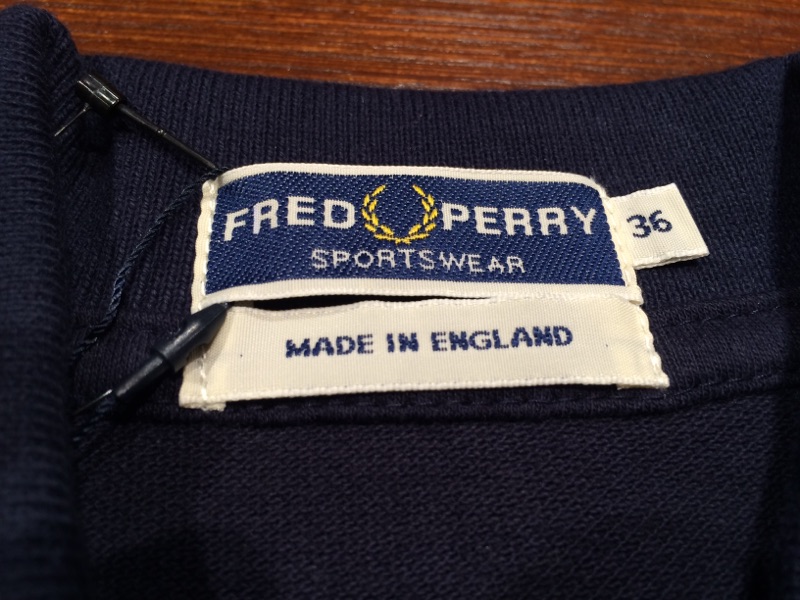 FRED PERRY
SPORTSWEAR
36
MADE IN ENGLAND